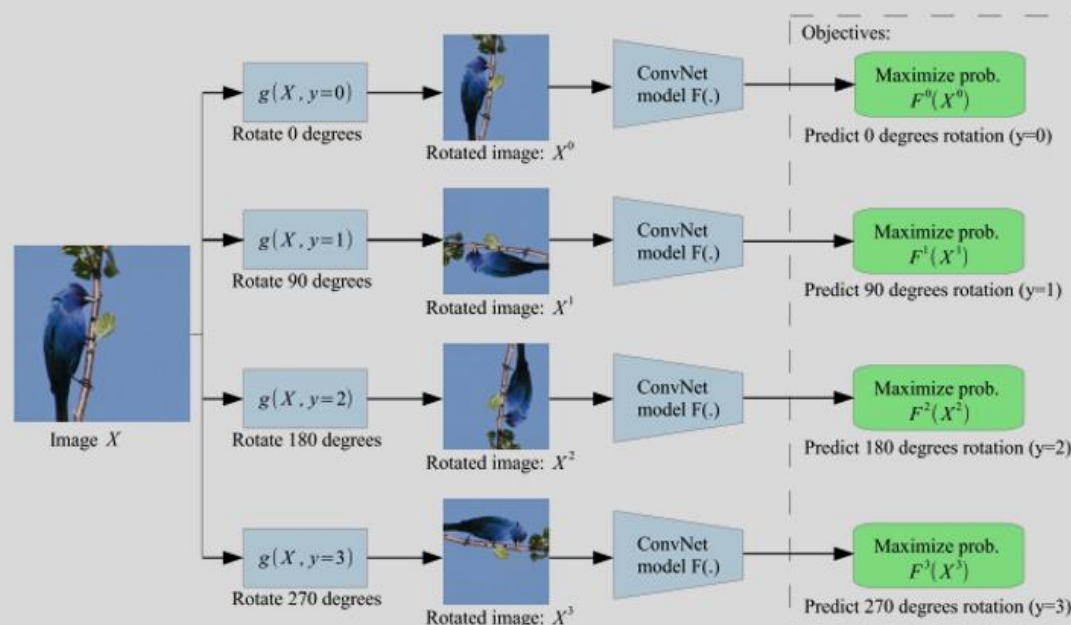 Objectives:
g(X, y=0)
Rotate 0 degrees
Rotated image: X⁰
ConvNet
model F(.)
Maximize prob.
F⁰(X⁰)
Predict 0 degrees rotation (y=0)
g(X, y=1)
Rotate 90 degrees
Rotated image: X¹
ConvNet
model F(.)
Maximize prob.
F¹(X¹)
Predict 90 degrees rotation (y=1)
Image X
g(X, y=2)
Rotate 180 degrees
Rotated image: X²
ConvNet
model F(.)
Maximize prob.
F²(X²)
Predict 180 degrees rotation (y=2)
g(X, y=3)
Rotate 270 degrees
Rotated image: X³
ConvNet
model F(.)
Maximize prob.
F³(X³)
Predict 270 degrees rotation (y=3)